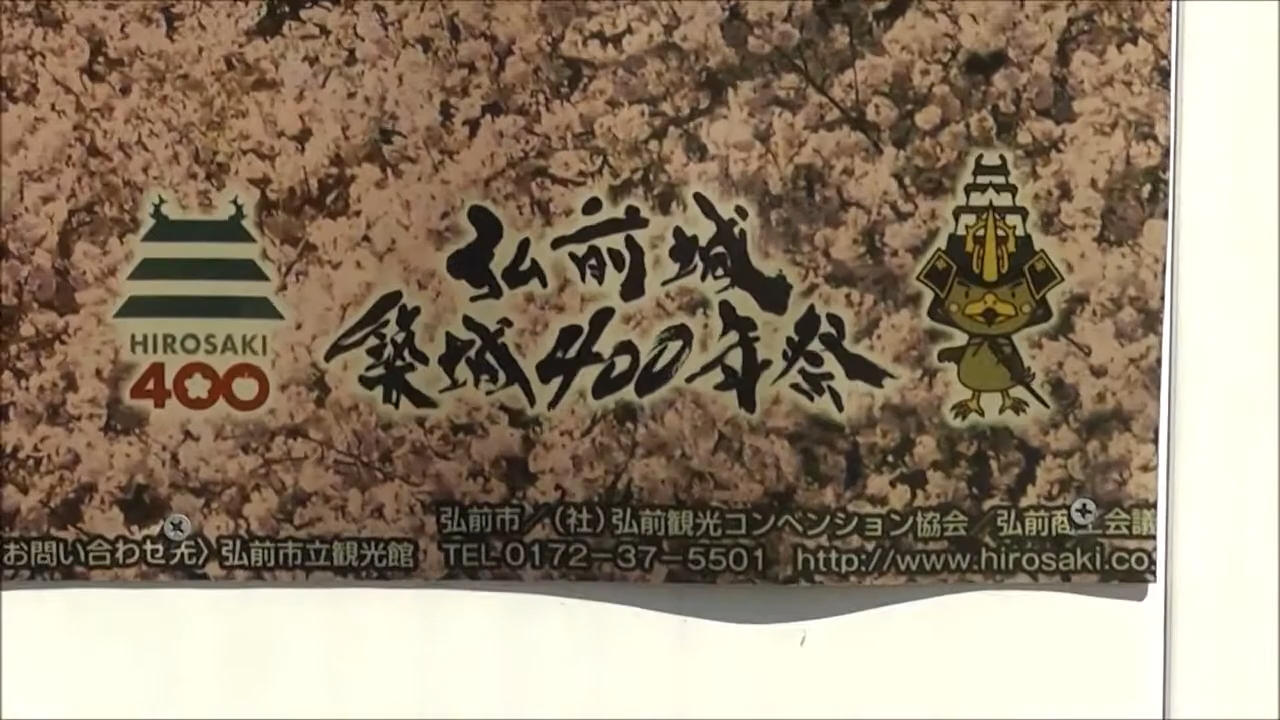 HIROSAKI
400
弘前城
築城400年祭
弘前市/(社)弘前観光コンベンション協会/弘前商工会議
お問い合わせ先〉弘前市立観光館 TEL 0172-37-5501 http://www.hirosaki.co.